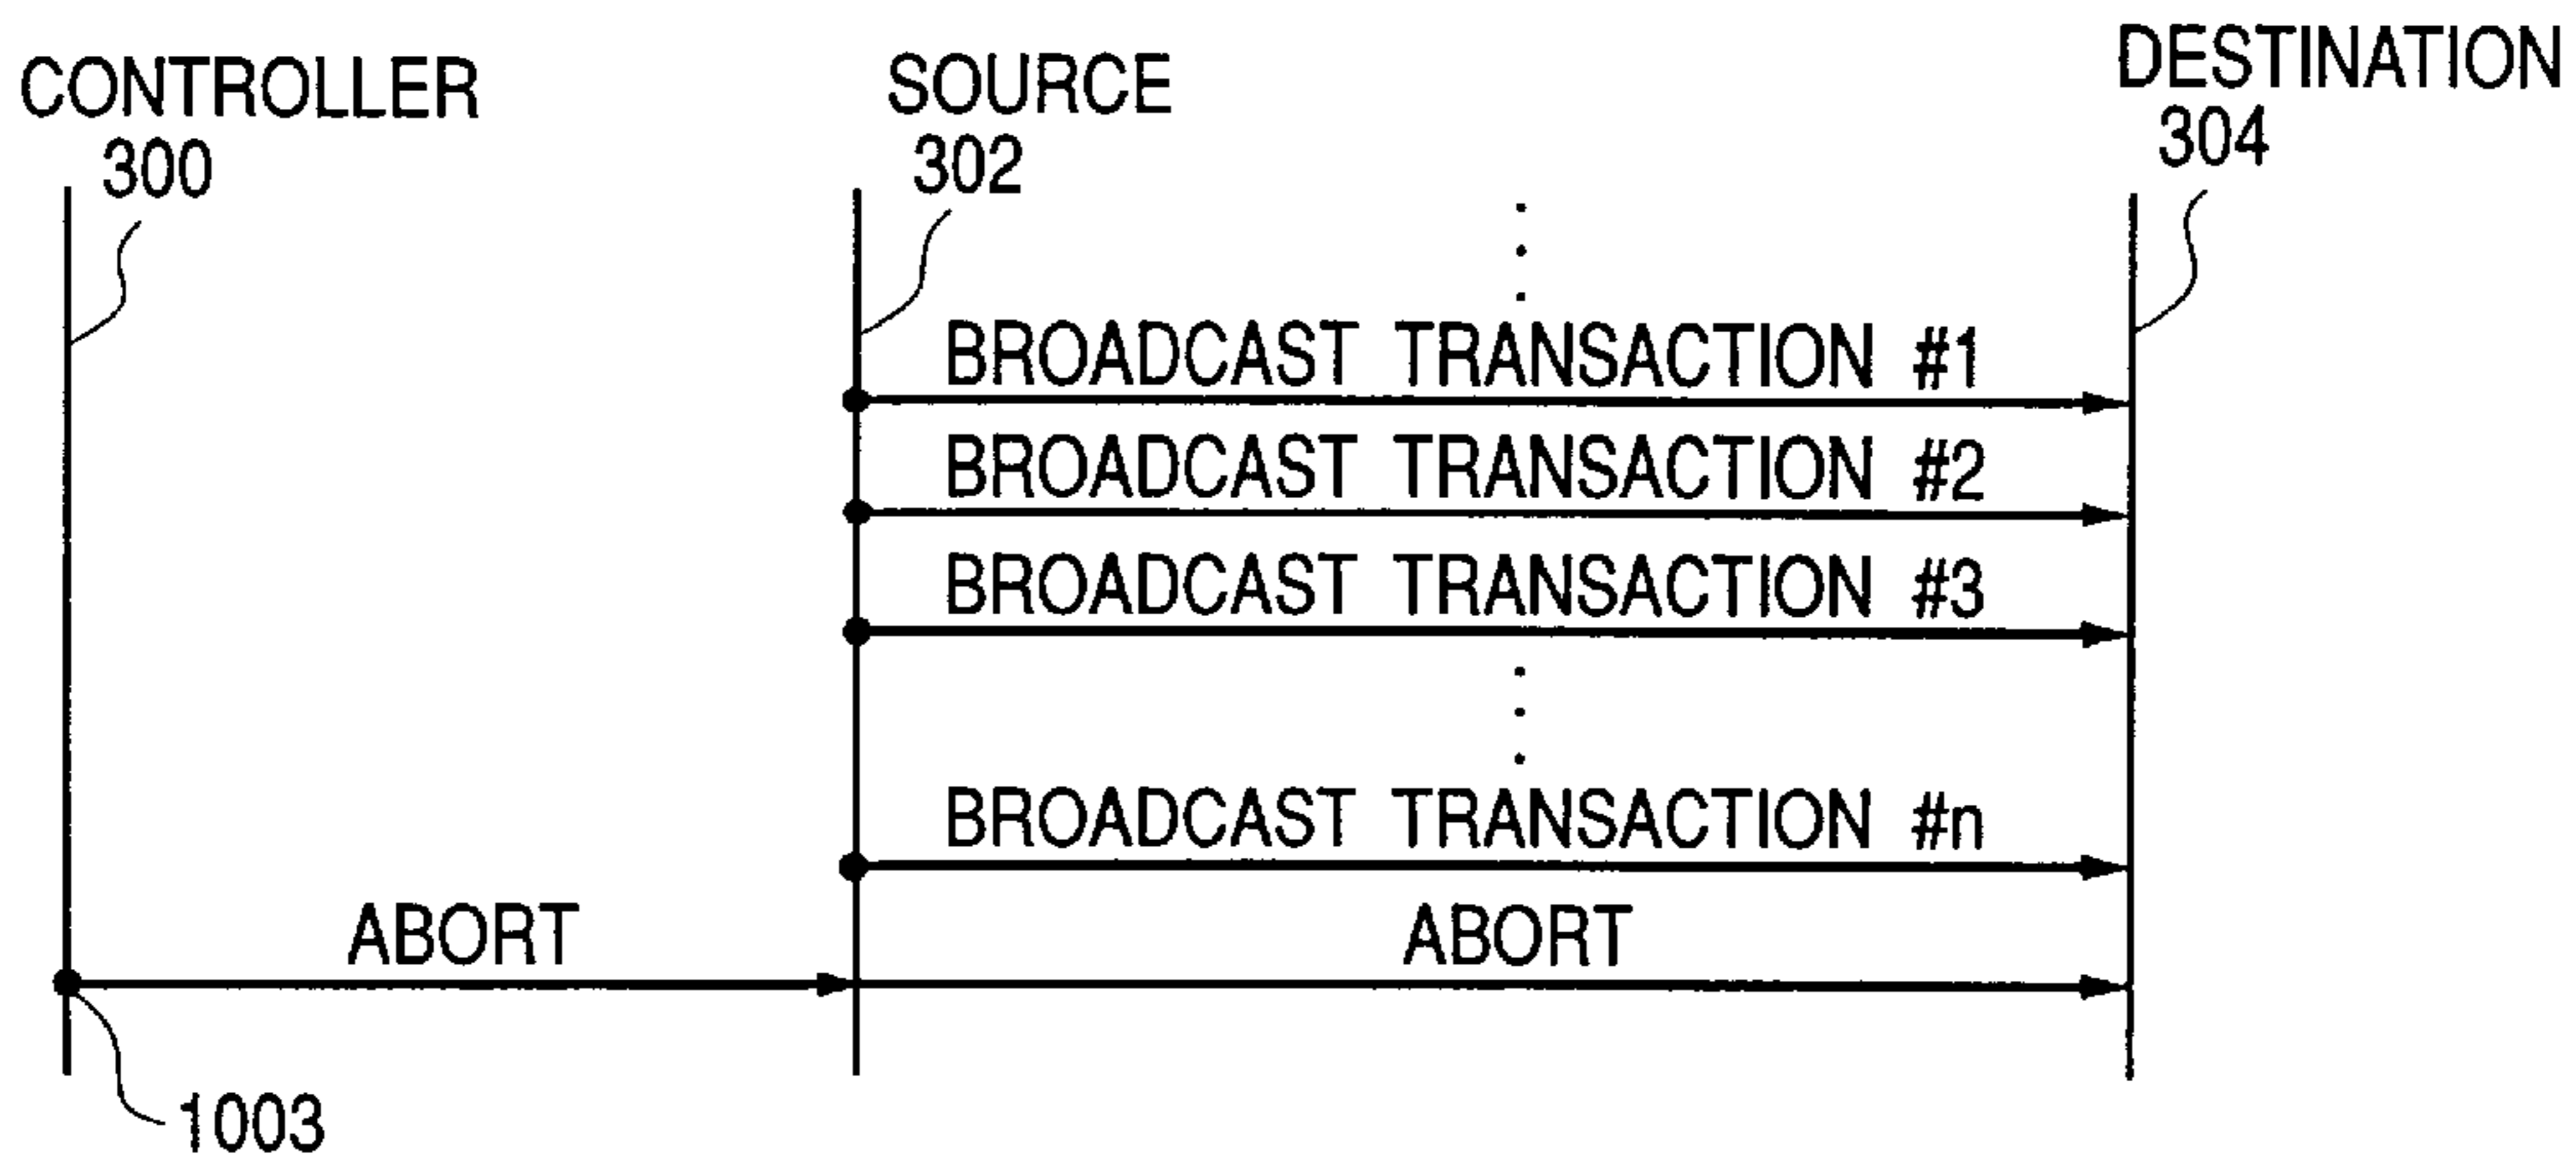 CONTROLLER
300
SOURCE
302
DESTINATION
304
BROADCAST TRANSACTION #1
BROADCAST TRANSACTION #2
BROADCAST TRANSACTION #3
BROADCAST TRANSACTION #n
ABORT
ABORT
1003